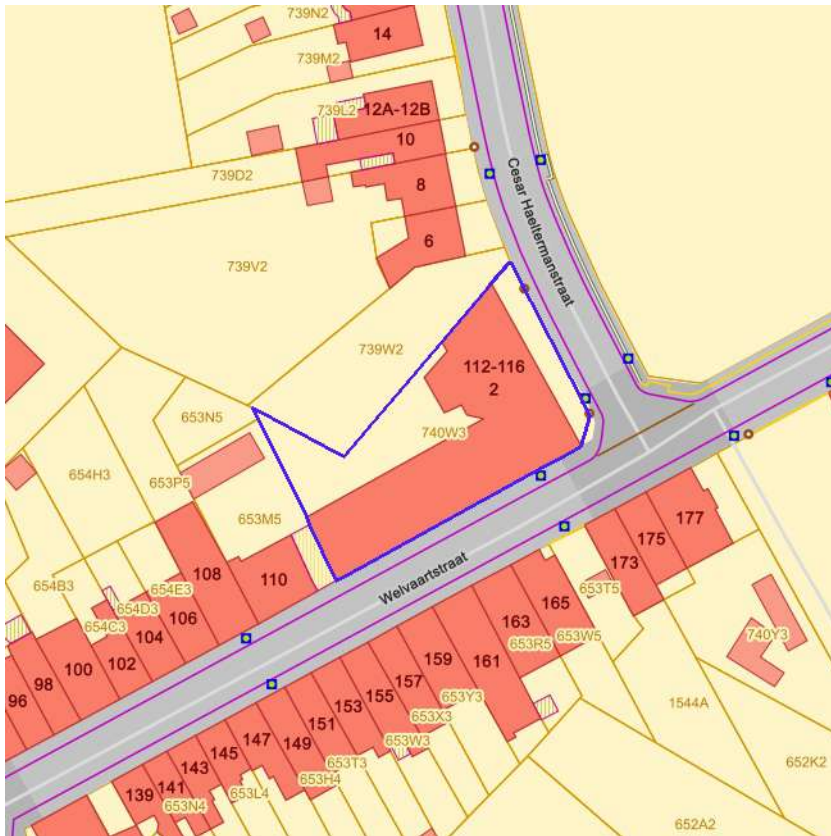 739N2
14
739M2
739L2
-12A-12B
10
739D2
8
Cesar Haeltermanstraat
6
739V2
739W2
112-116
2
653N5
740W3
654H3
653P5
653M5
177
175
173
Welvaartstraat
108
110
654B3
654E3
654D3
106
653T5
165
104
654C3
163
653W5
740Y3
102
653R5
100
159
161
98
96
157
653Y3
1544A
155
153
653X3
151
653W3
147
149
653T3
652K2
145
143
653H4
141
653L4
139
653N4
652A2